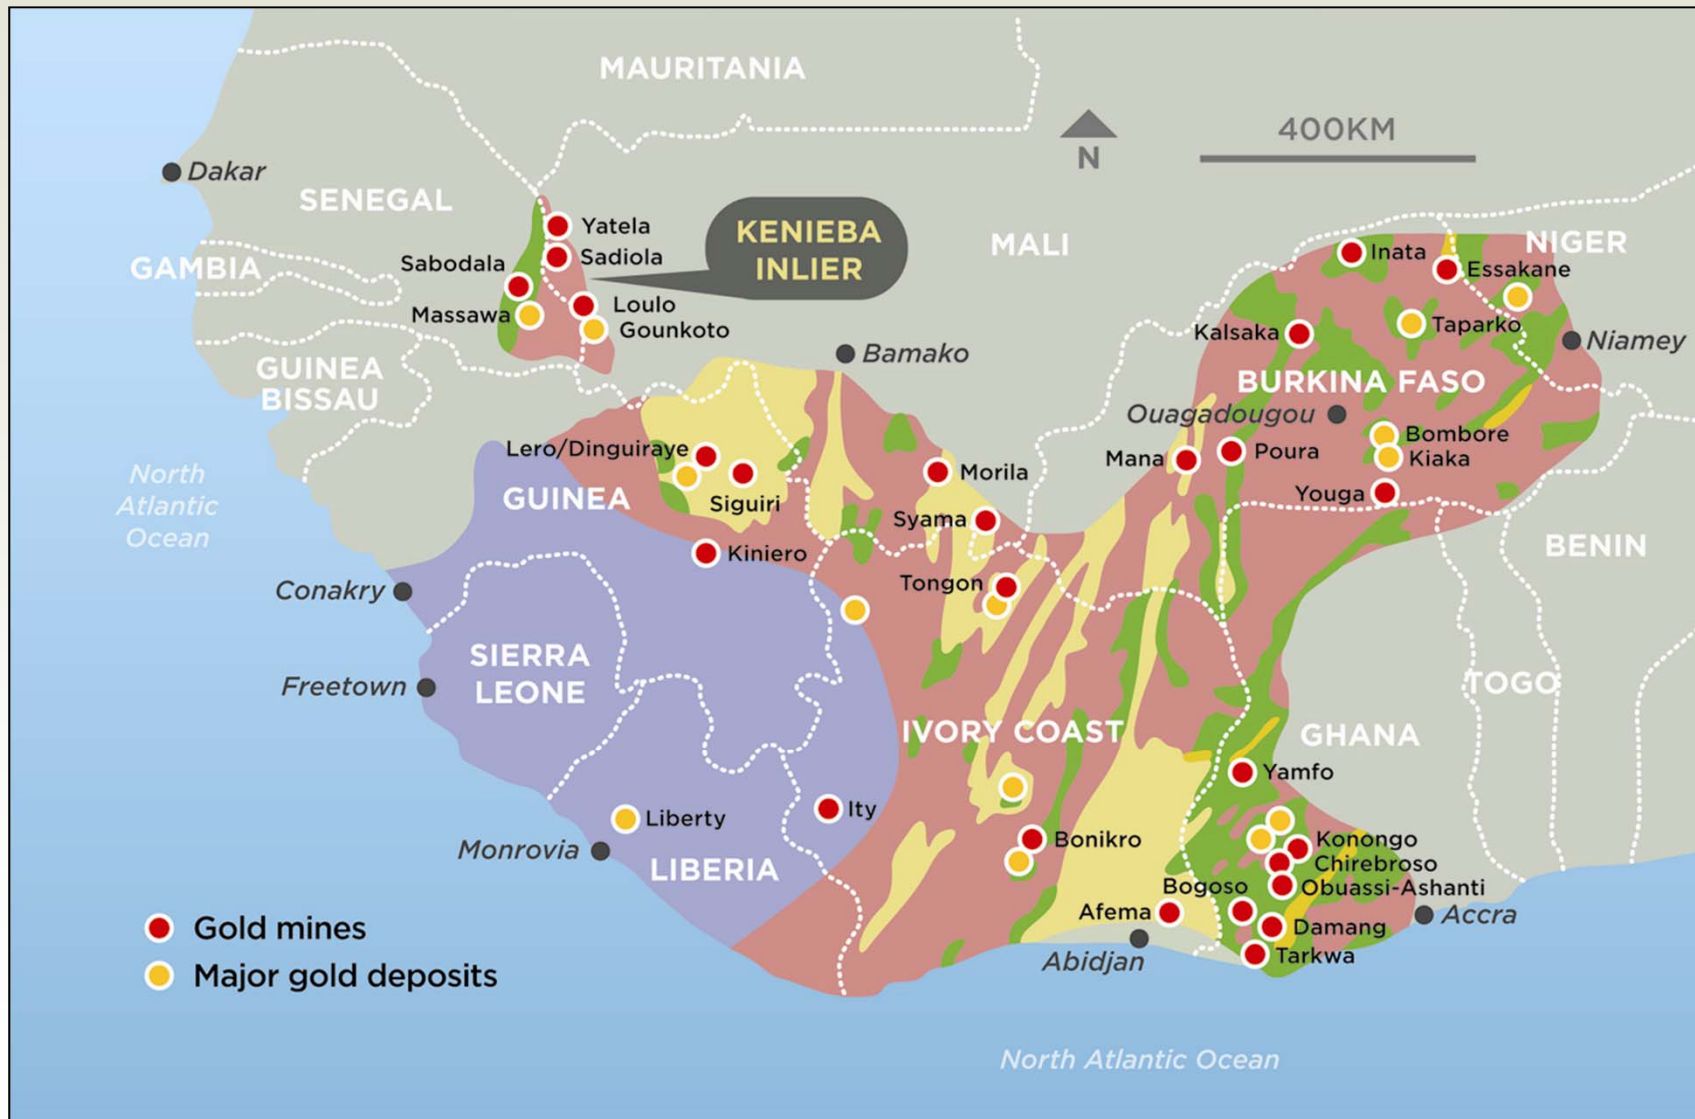 MAURITANIA
400KM
N
Dakar
SENEGAL
Yatela
KENIEBA
INLIER
MALI
NIGER
Inata
Sadiola
Sabodala
GAMBIA
Essakane
Loulo
Massawa
Gounkoto
Taparko
Kalsaka
Niamey
Bamako
GUINEA
BISSAU
BURKINA FASO
Ouagadougou
Lero/Dinguiraye
Bombore
Mana
Poura
Kiaka
North
Atlantic
Ocean
Morila
GUINEA
Siguiri
Youga
Syama
BENIN
Kiniero
Tongon
Conakry
SIERRA
LEONE
Freetown
TOGO
IVORY COAST
GHANA
Yamfo
Liberty
Ity
Bonikro
Konongo
Monrovia
LIBERIA
Chirebroso
Bogoso
Obuassi-Ashanti
Afema
Accra
Gold mines
Damang
Abidjan
Tarkwa
Major gold deposits
North Atlantic Ocean